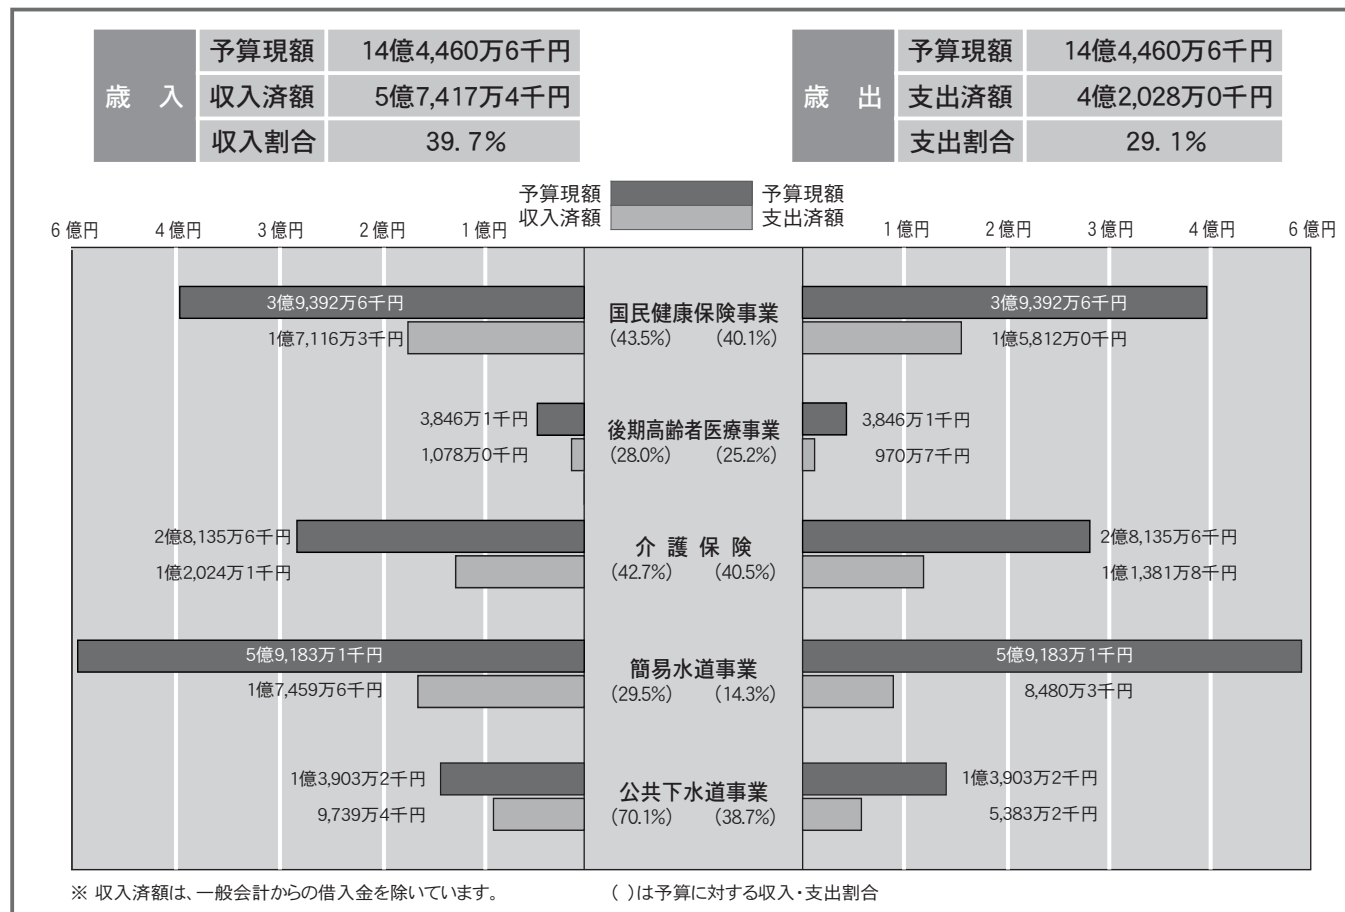 歳 入
予算現額 14億4,460万6千円
収入済額 5億7,417万4千円
収入割合 39.7%
歳 出
予算現額 14億4,460万6千円
支出済額 4億2,028万0千円
支出割合 29.1%
予算現額 予算現額
収入済額 支出済額
6億円 4億円 3億円 2億円 1億円 1億円 2億円 3億円 4億円 6億円
3億9,392万6千円 国民健康保険事業 3億9,392万6千円
1億7,116万3千円 (43.5%) (40.1%) 1億5,812万0千円
3,846万1千円 後期高齢者医療事業 3,846万1千円
1,078万0千円 (28.0%) (25.2%) 970万7千円
2億8,135万6千円 介護保険 2億8,135万6千円
1億2,024万1千円 (42.7%) (40.5%) 1億1,381万8千円
5億9,183万1千円 簡易水道事業 5億9,183万1千円
1億7,459万6千円 (29.5%) (14.3%) 8,480万3千円
1億3,903万2千円 公共下水道事業 1億3,903万2千円
9,739万4千円 (70.1%) (38.7%) 5,383万2千円
※ 収入済額は、一般会計からの借入金を除いています。 ( )は予算に対する収入・支出割合